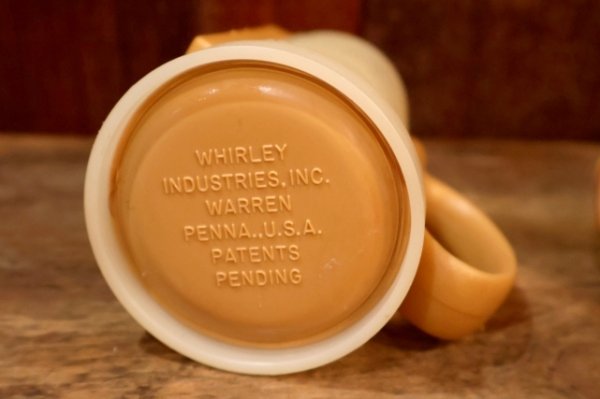 WHIRLEY
INDUSTRIES, INC.
WARREN
PENNA., U.S.A.
PATENTS
PENDING